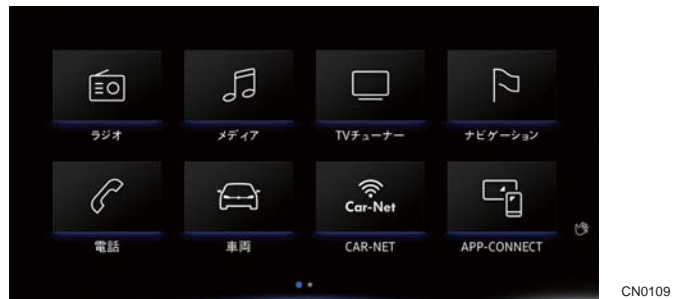 ラジオ
メディア
TVチューナー
ナビゲーション
Car-Net
電話
車両
CAR-NET
APP-CONNECT
CN0109